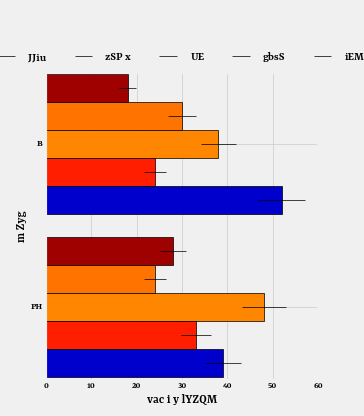 JJiu zSP x UE gbsS iEM
B
PH
m Zyg
0 10 20 30 40 50 60
vac i y lYZQM